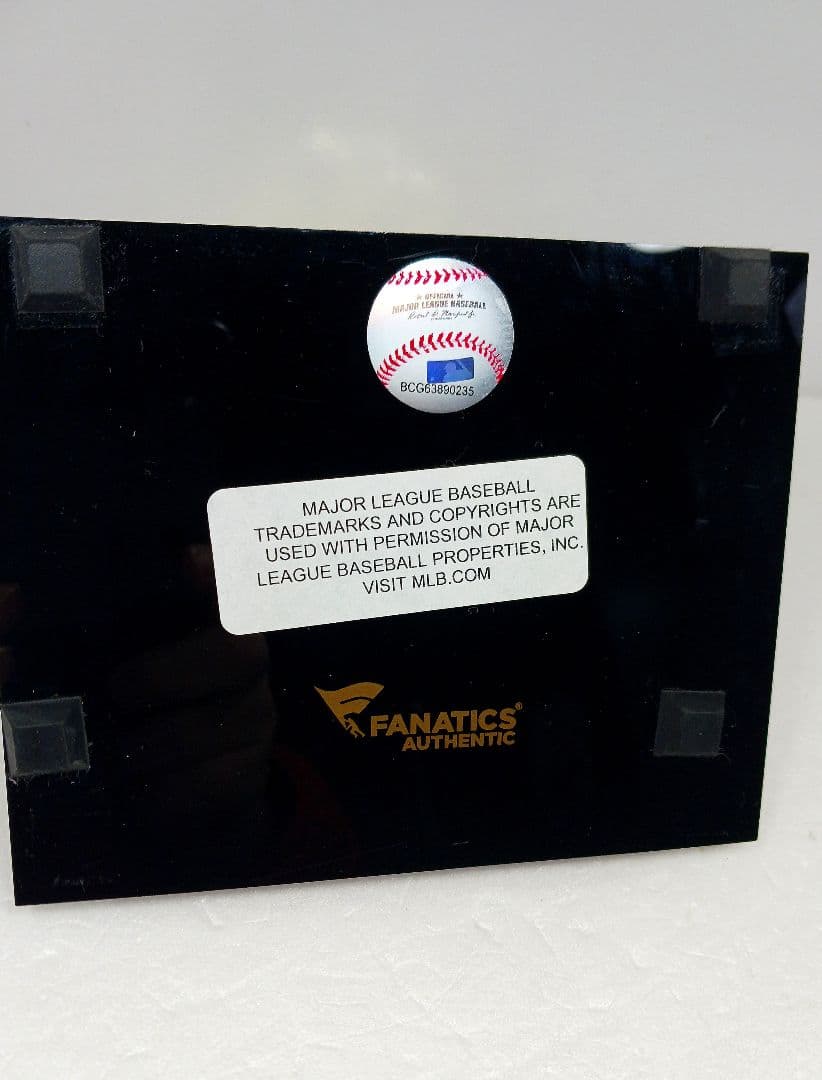 ★ OFFICIAL ★
MAJOR LEAGUE BASEBALL
BCG63890235
MAJOR LEAGUE BASEBALL
TRADEMARKS AND COPYRIGHTS ARE
USED WITH PERMISSION OF MAJOR
LEAGUE BASEBALL PROPERTIES, INC.
VISIT MLB.COM
FANATICS®
AUTHENTIC